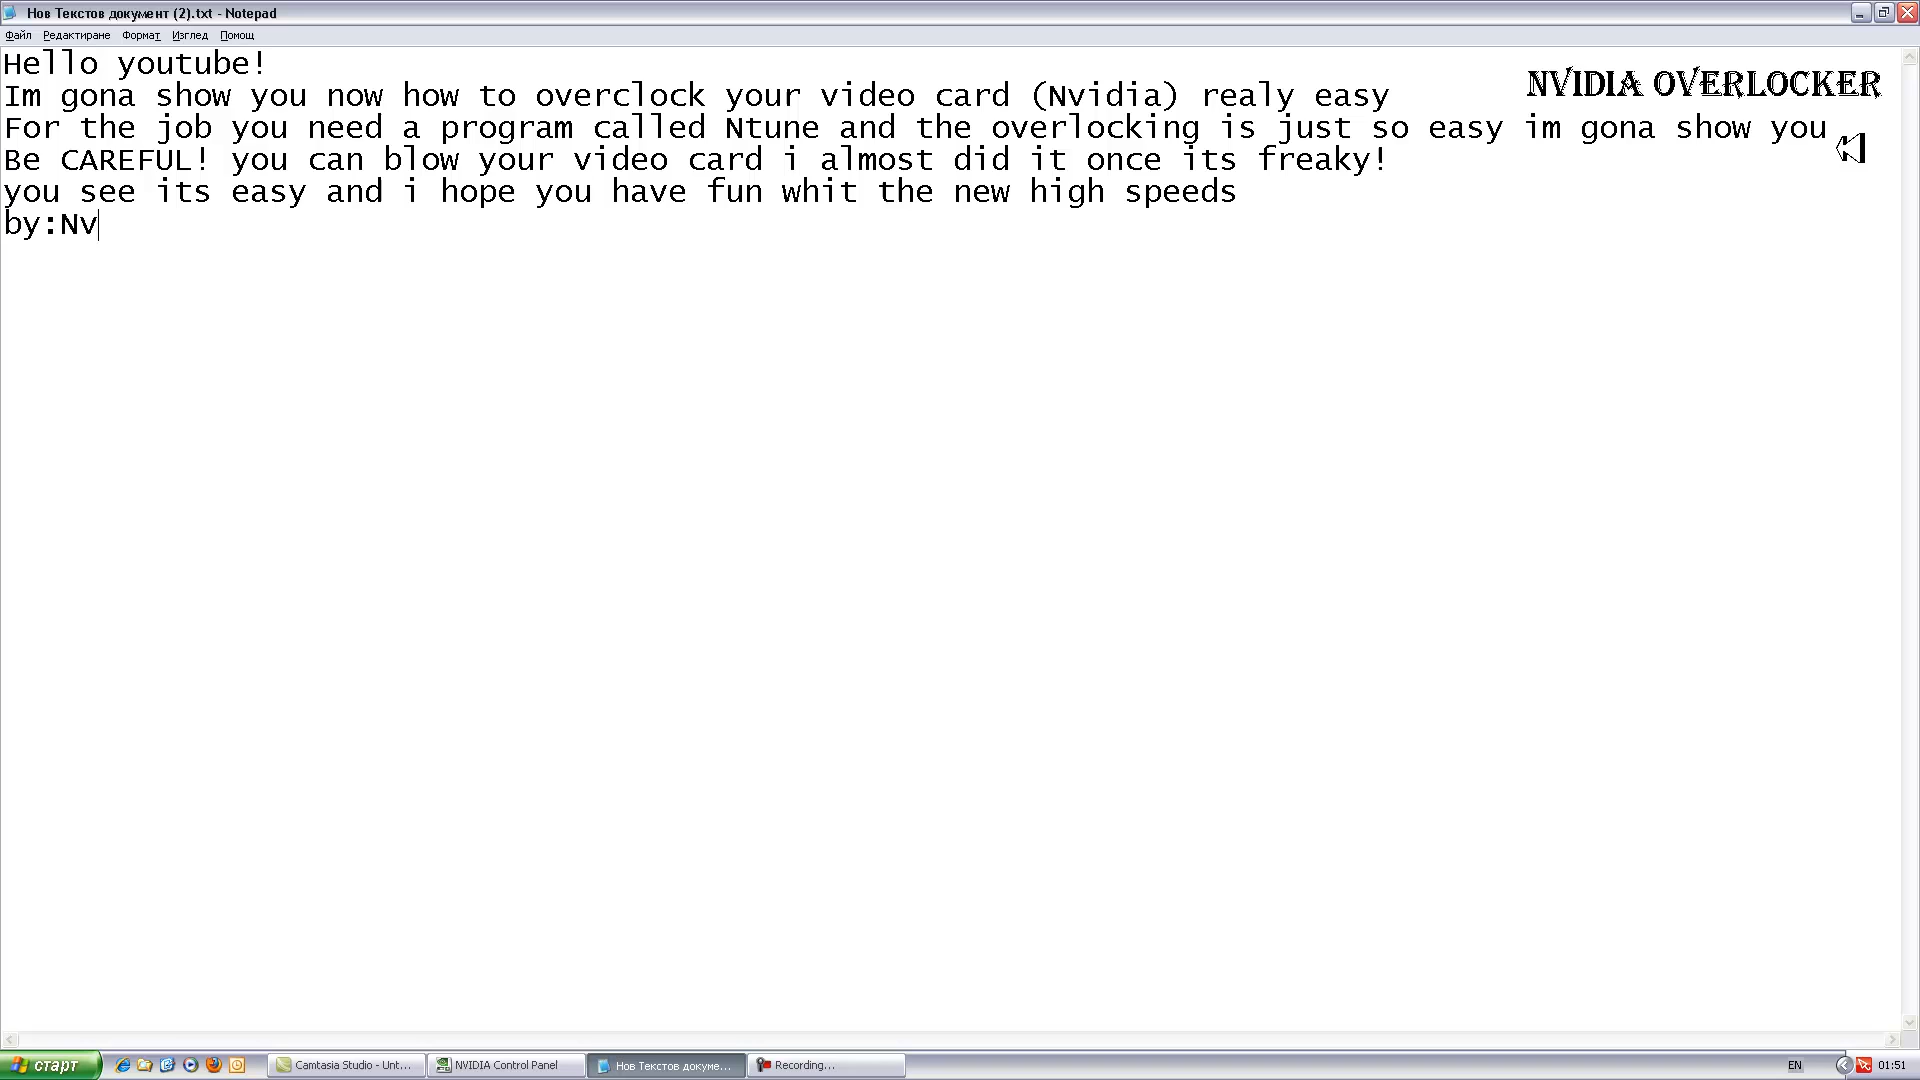 Нов Текстов документ (2).txt - Notepad
Файл Редактиране Формат Изглед Помощ
Hello youtube!
Im gona show you now how to overclock your video card (Nvidia) realy easy
For the job you need a program called Ntune and the overlocking is just so easy im gona show you
Be CAREFUL! you can blow your video card i almost did it once its freaky!
you see its easy and i hope you have fun whit the new high speeds
by:Nv
NVIDIA OVERLOCKER
старт
Camtasia Studio - Unt...
NVIDIA Control Panel
Нов Текстов докуме...
Recording...
EN
01:51